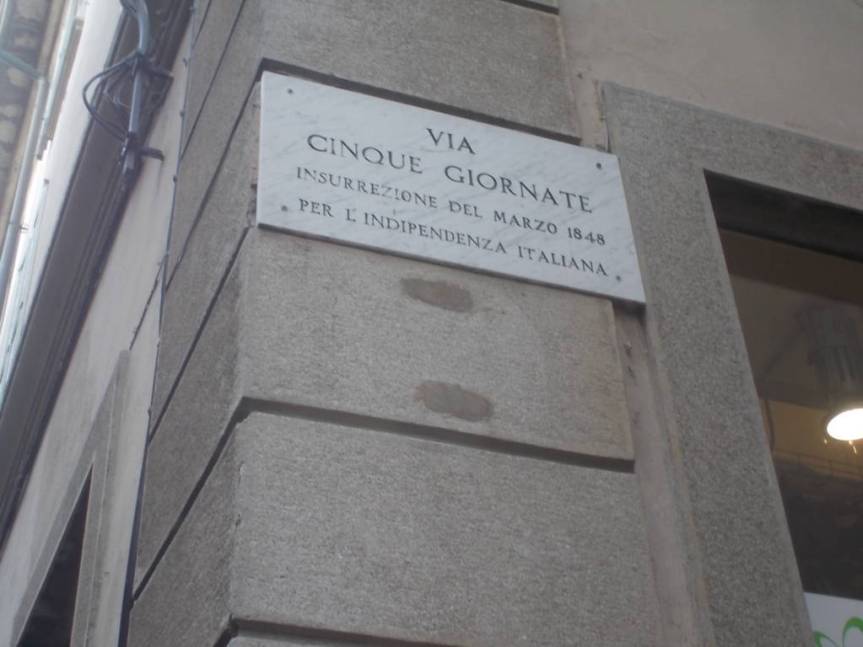 VIA
CINQUE GIORNATE
INSURREZIONE DEL MARZO 1848
PER L'INDIPENDENZA ITALIANA